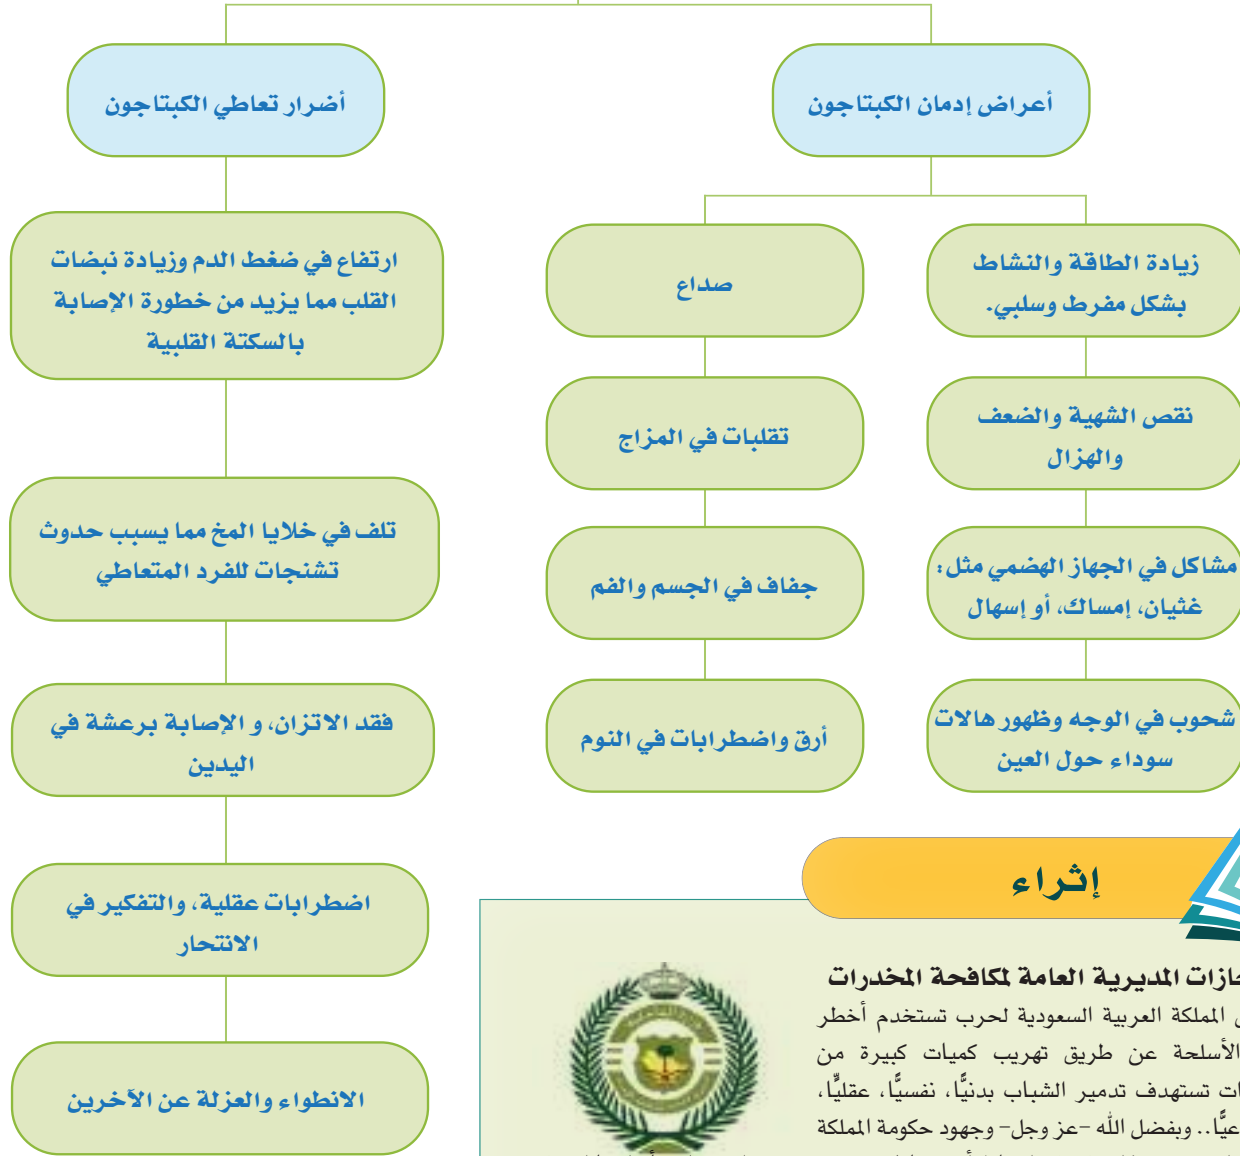 أعراض إدمان الكبتاجون
زيادة الطاقة والنشاط
بشكل مفرط وسلبي.
نقص الشهية والضعف
والهزال
مشاكل في الجهاز الهضمي مثل:
غثيان، إمساك، أو إسهال
شحوب في الوجه وظهور هالات
سوداء حول العين
صداع
تقلبات في المزاج
جفاف في الجسم والفم
أرق واضطرابات في النوم
أضرار تعاطي الكبتاجون
ارتفاع في ضغط الدم وزيادة نبضات
القلب مما يزيد من خطورة الإصابة
بالسكتة القلبية
تلف في خلايا المخ مما يسبب حدوث
تشنجات للفرد المتعاطي
فقد الاتزان، و الإصابة برعشة في
اليدين
اضطرابات عقلية، والتفكير في
الانتحار
الانطواء والعزلة عن الآخرين
إثراء
المديرية العامة لمكافحة المخدرات
المملكة العربية السعودية لحرب تستخدم أخطر
الأسلحة عن طريق تهريب كميات كبيرة من
تستهدف تدمير الشباب بدنيًّا، نفسيًّا، عقليًّا،
.. وبفضل الله -عز وجل- وجهود حكومة المملكة